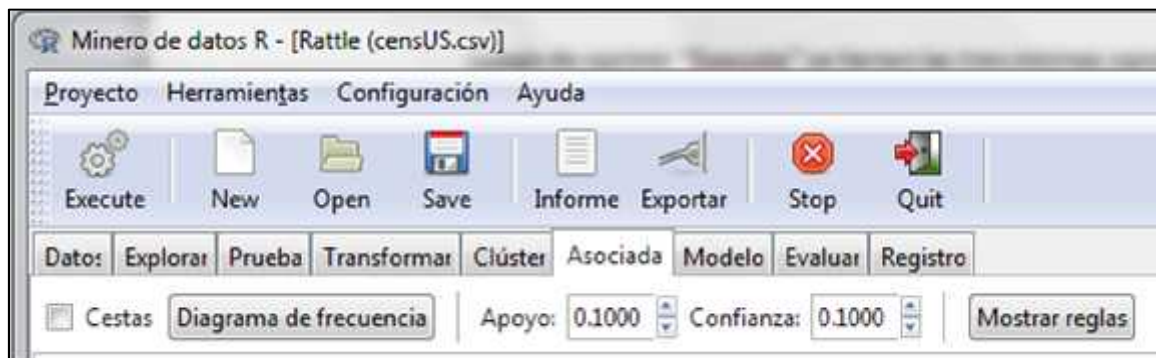 Minero de datos R - [Rattle (censUS.csv)]
Proyecto Herramientas Configuración Ayuda
Execute New Open Save Informe Exportar Stop Quit
Datos Explorar Prueba Transformar Clúster Asociada Modelo Evaluar Registro
Cestas Diagrama de frecuencia Apoyo: 0.1000 Confianza: 0.1000 Mostrar reglas